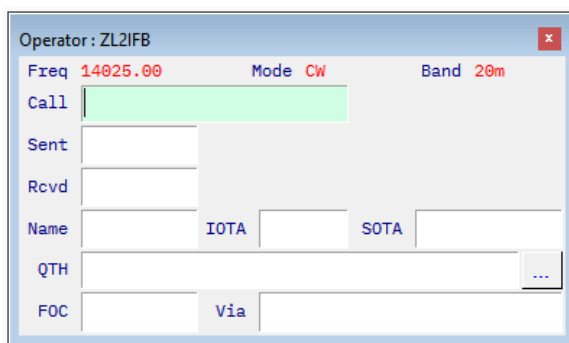 Operator : ZL2IFB x
Freq 14025.00 Mode CW Band 20m
Call
Sent
Rcvd
Name IOTA SOTA
QTH ...
FOC Via